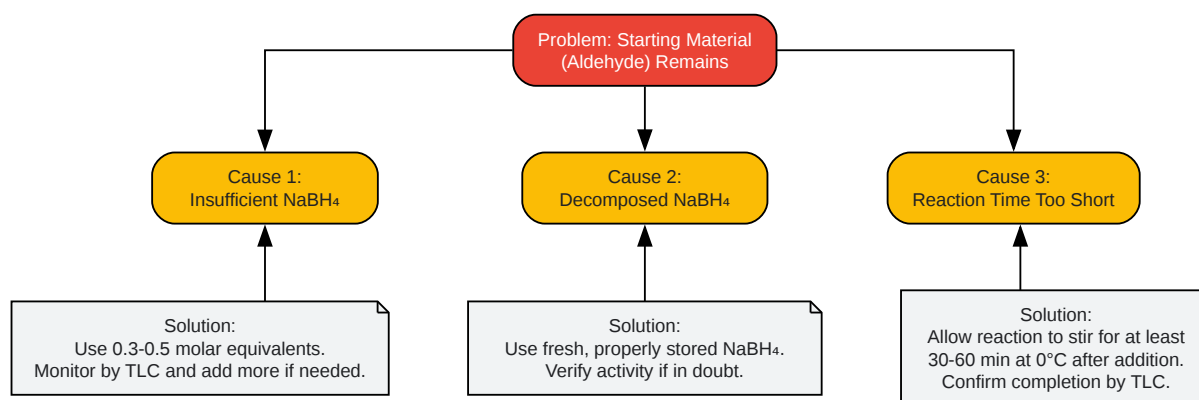 Problem: Starting Material
(Aldehyde) Remains
Cause 1:
Insufficient NaBH₄
Cause 2:
Decomposed NaBH₄
Cause 3:
Reaction Time Too Short
Solution:
Use 0.3-0.5 molar equivalents.
Monitor by TLC and add more if needed.
Solution:
Use fresh, properly stored NaBH₄.
Verify activity if in doubt.
Solution:
Allow reaction to stir for at least
30-60 min at 0°C after addition.
Confirm completion by TLC.